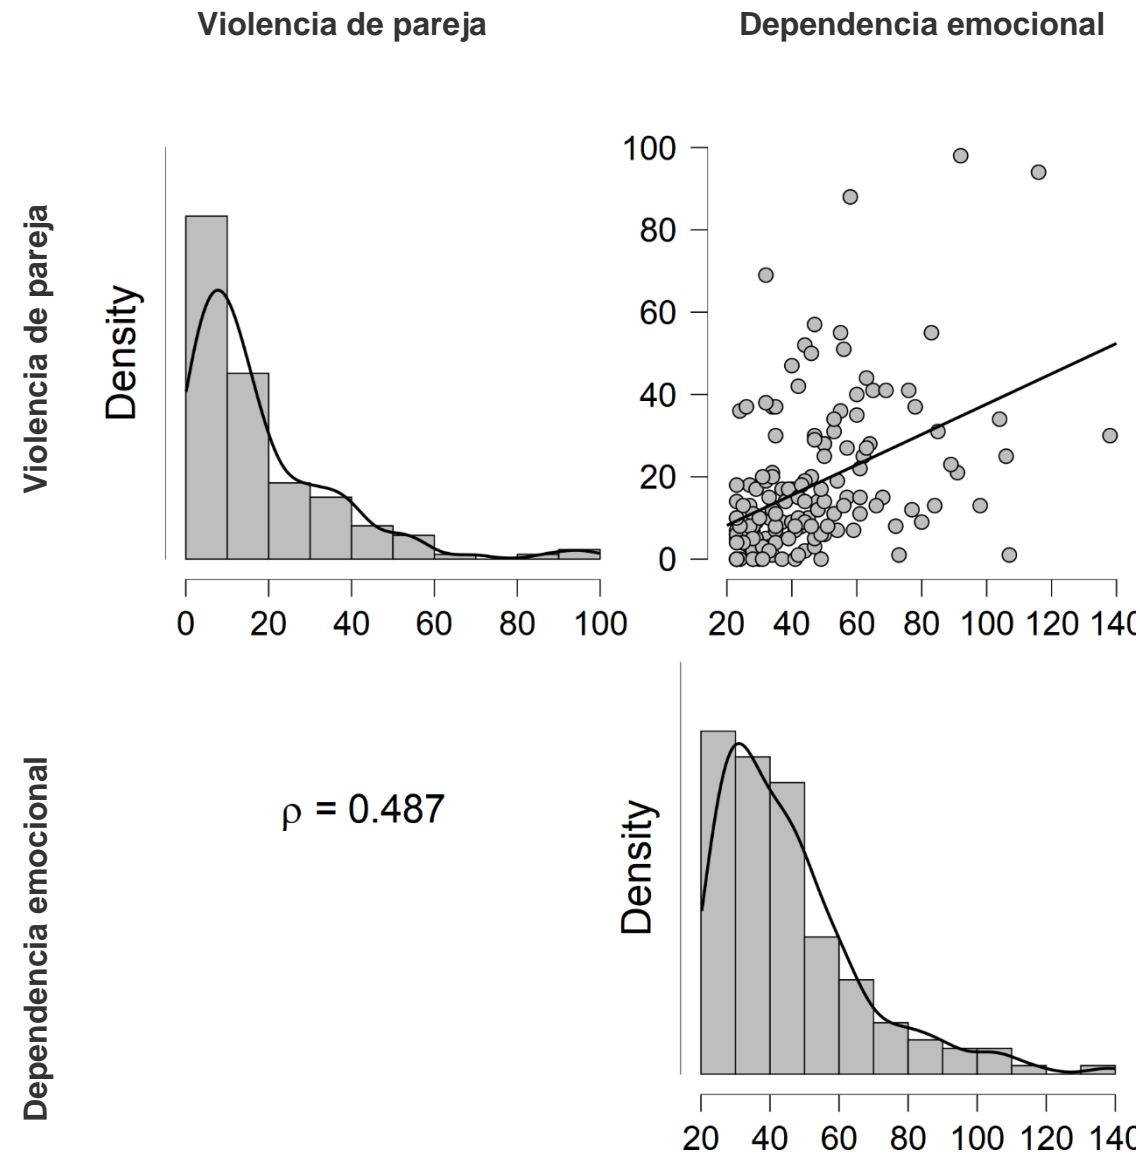 Violencia de pareja
Dependencia emocional
Violencia de pareja
Density
0 20 40 60 80 100
100
80
60
40
20
0
20 40 60 80 100 120 140
Dependencia emocional
ρ = 0.487
Density
20 40 60 80 100 120 140